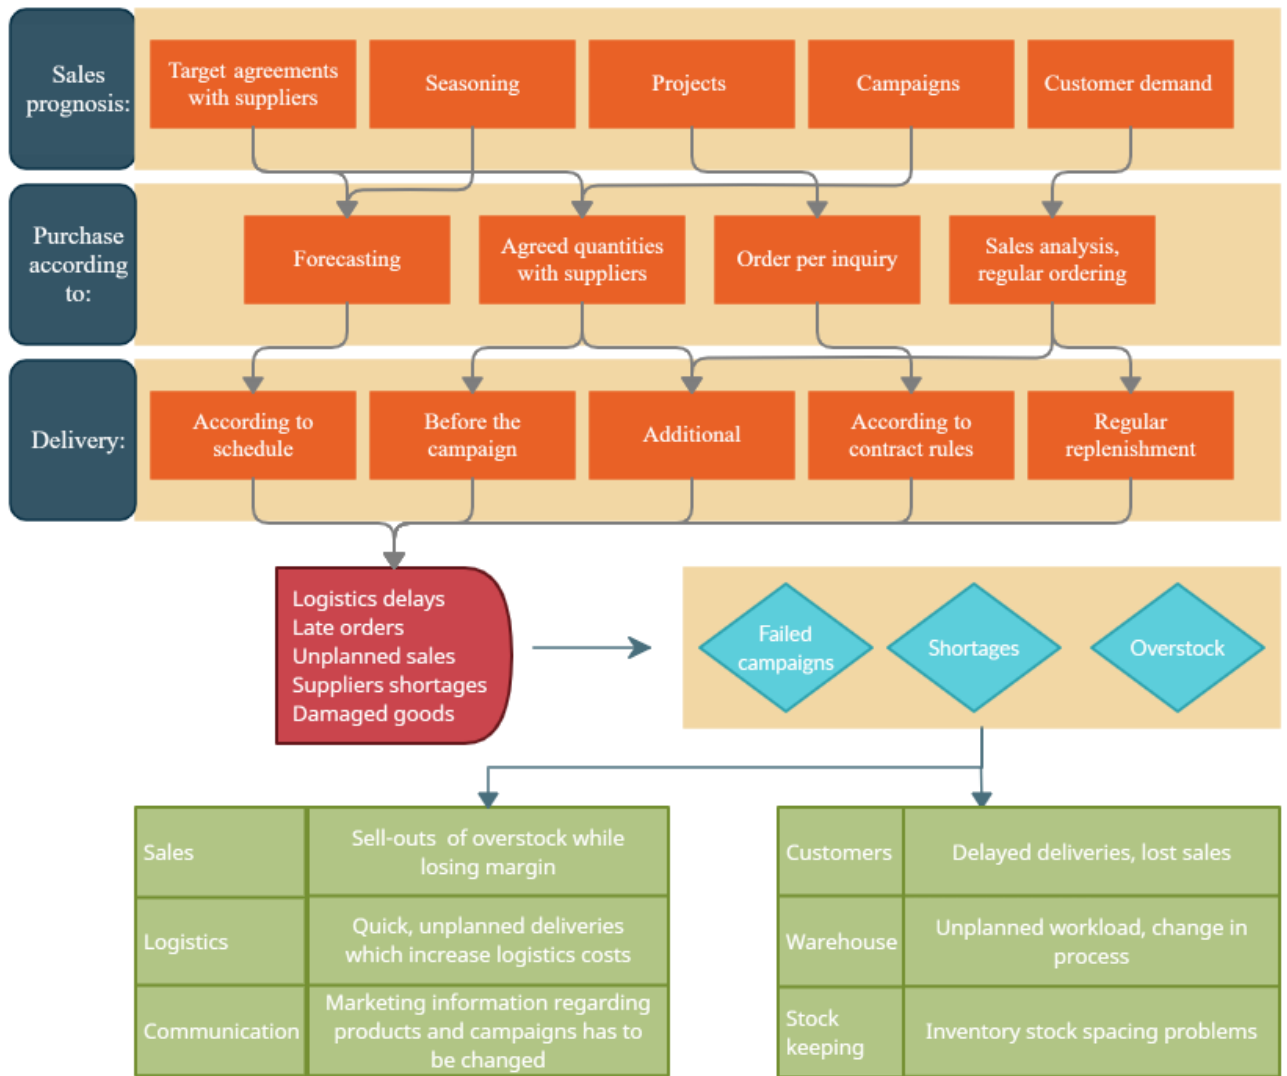 Sales
prognosis:
Target agreements
with suppliers
Seasoning
Projects
Campaigns
Customer demand
Purchase
according
to:
Forecasting
Agreed quantities
with suppliers
Order per inquiry
Sales analysis,
regular ordering
Delivery:
According to
schedule
Before the
campaign
Additional
According to
contract rules
Regular
replenishment
Logistics delays
Late orders
Unplanned sales
Suppliers shortages
Damaged goods
Failed
campaigns
Shortages
Overstock
Sales
Sell-outs of overstock while
losing margin
Logistics
Quick, unplanned deliveries
which increase logistics costs
Communication
Marketing information regarding
products and campaigns has to
be changed
Customers
Delayed deliveries, lost sales
Warehouse
Unplanned workload, change in
process
Stock
keeping
Inventory stock spacing problems